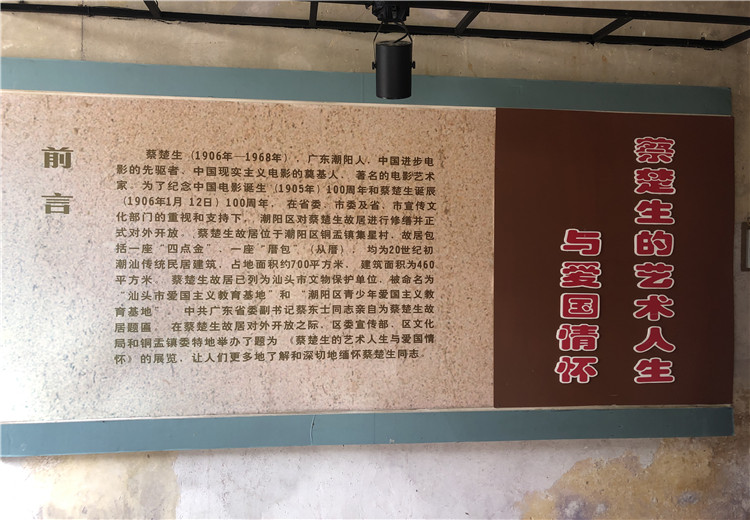 蔡楚生的艺术人生
与爱国情怀
前言
蔡楚生(1906年—1968年),广东潮阳人,中国进步电
影的先驱者、中国现实主义电影的奠基人、著名的电影艺术
家。为了纪念中国电影诞生(1905年)100周年和蔡楚生诞辰
(1906年1月12日)100周年,在省委、市委及省、市宣传文
化部门的重视和支持下,潮阳区对蔡楚生故居进行修缮并正
式对外开放。蔡楚生故居位于潮阳区铜盂镇集星村,故居包
括一座“四点金”、一座“厝包”(从厝),均为20世纪初
潮汕传统民居建筑,占地面积约700平方米,建筑面积为460
平方米。蔡楚生故居已列为汕头市文物保护单位,被命名为
“汕头市爱国主义教育基地”和“潮阳区青少年爱国主义教
育基地”。中共广东省委副书记蔡东士同志亲自为蔡楚生故
居题匾。在蔡楚生故居对外开放之际,区委宣传部、区文化
局和铜盂镇委特地举办了题为《蔡楚生的艺术人生与爱国情
怀》的展览,让人们更多地了解和深切地缅怀蔡楚生同志。